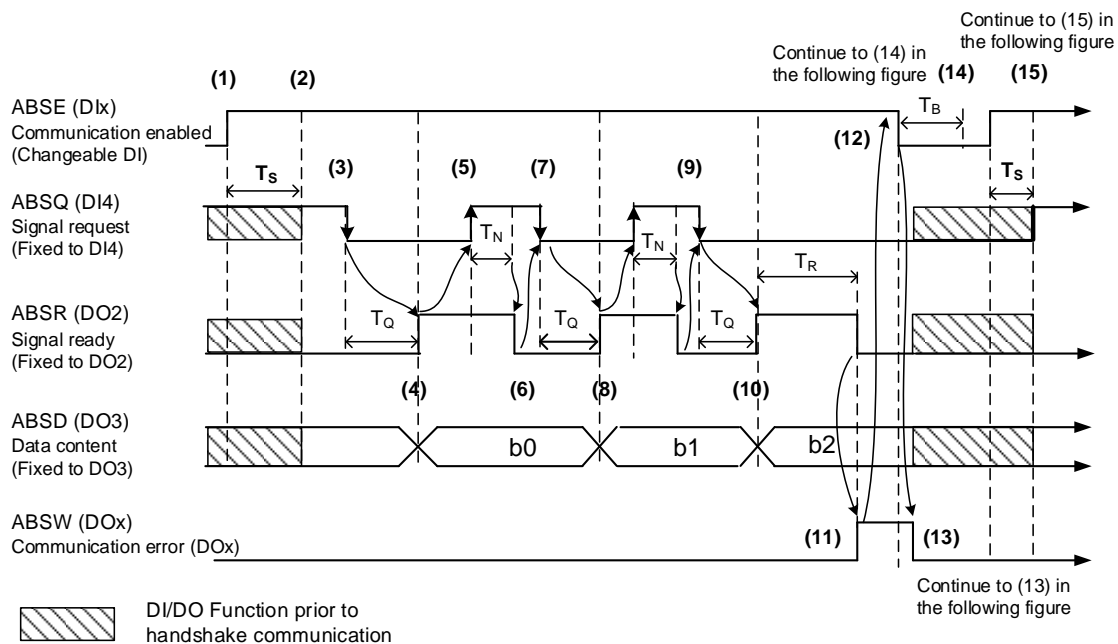 Continue to (15) in
the following figure
Continue to (14) in
the following figure
(1)
(2)
(14)
(15)
ABSE (DIx)
Communication enabled
(Changeable DI)
TB
(12)
TS
(3)
(5)
(7)
(9)
TS
ABSQ (DI4)
Signal request
(Fixed to DI4)
TN
TN
TR
ABSR (DO2)
Signal ready
(Fixed to DO2)
TQ
TQ
TQ
(4)
(6)
(8)
(10)
ABSD (DO3)
Data content
(Fixed to DO3)
b0
b1
b2
ABSW (DOx)
Communication error (DOx)
(11)
(13)
Continue to (13) in
the following figure
DI/DO Function prior to
handshake communication